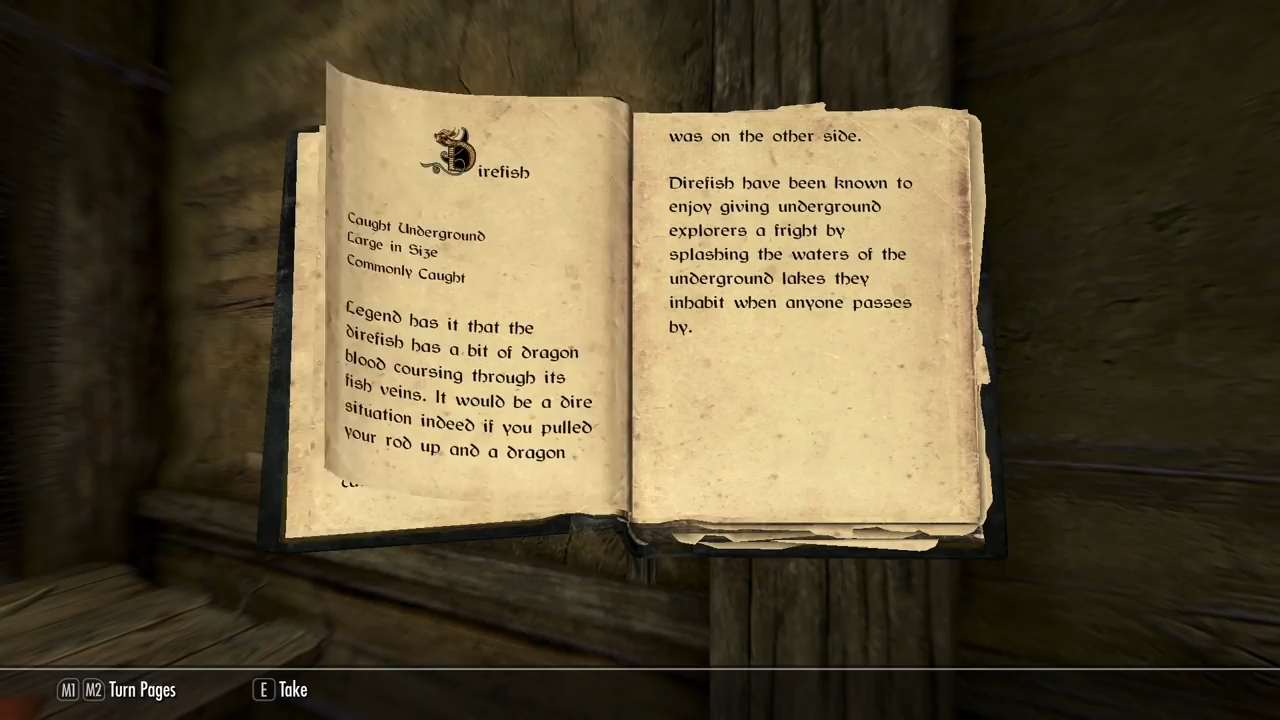 Direfish
Caught Underground
Large in Size
Commonly Caught
Legend has it that the
direfish has a bit of dragon
blood coursing through its
fish veins. It would be a dire
situation indeed if you pulled
your rod up and a dragon
was on the other side.
Direfish have been known to
enjoy giving underground
explorers a fright by
splashing the waters of the
underground lakes they
inhabit when anyone passes
by.
M1 M2 Turn Pages
E Take